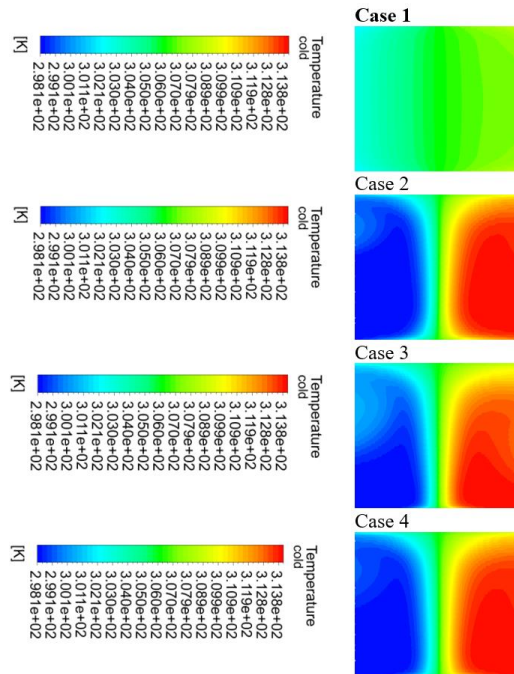 Case 1
Temperature
cold
3.138e+02
3.128e+02
3.119e+02
3.109e+02
3.099e+02
3.089e+02
3.079e+02
3.070e+02
3.060e+02
3.050e+02
3.040e+02
3.030e+02
3.021e+02
3.011e+02
3.001e+02
2.991e+02
2.981e+02
[K]
Case 2
Temperature
cold
3.138e+02
3.128e+02
3.119e+02
3.109e+02
3.099e+02
3.089e+02
3.079e+02
3.070e+02
3.060e+02
3.050e+02
3.040e+02
3.030e+02
3.021e+02
3.011e+02
3.001e+02
2.991e+02
2.981e+02
[K]
Case 3
Temperature
cold
3.138e+02
3.128e+02
3.119e+02
3.109e+02
3.099e+02
3.089e+02
3.079e+02
3.070e+02
3.060e+02
3.050e+02
3.040e+02
3.030e+02
3.021e+02
3.011e+02
3.001e+02
2.991e+02
2.981e+02
[K]
Case 4
Temperature
cold
3.138e+02
3.128e+02
3.119e+02
3.109e+02
3.099e+02
3.089e+02
3.079e+02
3.070e+02
3.060e+02
3.050e+02
3.040e+02
3.030e+02
3.021e+02
3.011e+02
3.001e+02
2.991e+02
2.981e+02
[K]